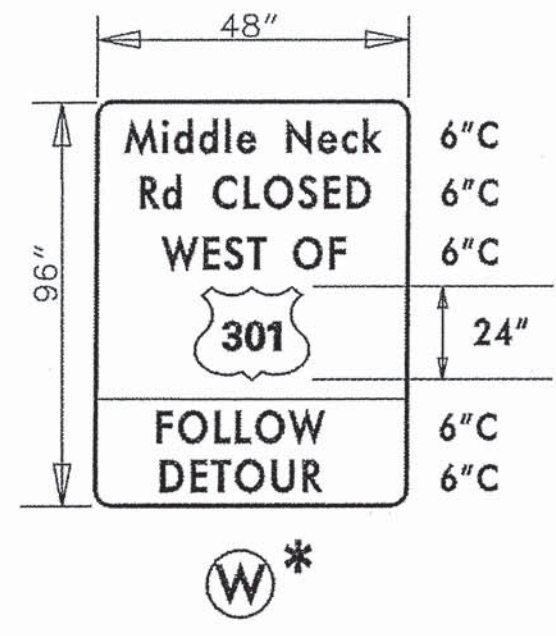 48"
Middle Neck 6"C
Rd CLOSED 6"C
WEST OF 6"C
96"
301 24"
FOLLOW 6"C
DETOUR 6"C
W*